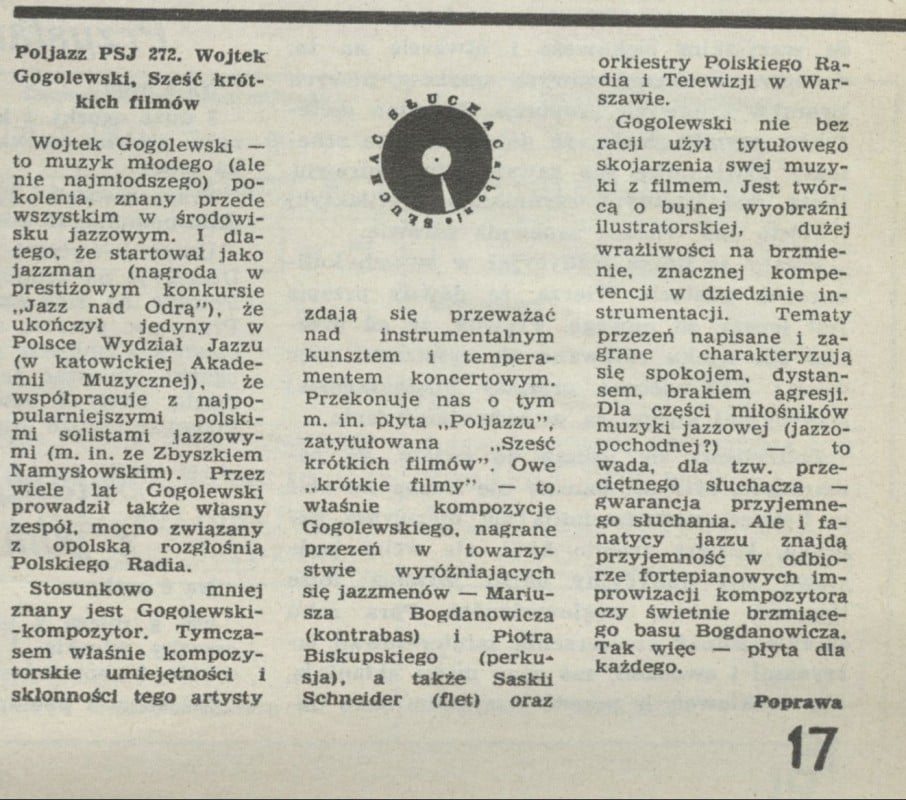 Poljazz PSJ 272. Wojtek
Gogolewski, Sześć krót-
kich filmów
Wojtek Gogolewski —
to muzyk młodego (ale
nie najmłodszego) po-
kolenia, znany przede
wszystkim w środowi-
sku jazzowym. I dla-
tego, że startował jako
jazzman (nagroda w
prestiżowym konkursie
„Jazz nad Odrą”), że
ukończył jedyny w
Polsce Wydział Jazzu
(w katowickiej Akade-
mii Muzycznej), że
współpracuje z najpo-
pularniejszymi polski-
mi solistami jazzowy-
mi (m. in. ze Zbyszkiem
Namysłowskim). Przez
wiele lat Gogolewski
prowadził także własny
zespół, mocno związany
z opolską rozgłośnią
Polskiego Radia.
Stosunkowo mniej
znany jest Gogolewski-
-kompozytor. Tymcza-
sem właśnie kompozy-
torskie umiejętności i
skłonności tego artysty
SŁUCHAĆ
SŁUCHAĆ
zdają się przeważać
nad instrumentalnym
kunsztem i tempera-
mentem koncertowym.
Przekonuje nas o tym
m. in. płyta „Poljazzu”,
zatytułowana „Sześć
krótkich filmów”. Owe
„krótkie filmy” — to
właśnie kompozycje
Gogolewskiego, nagrane
przezeń w towarzy-
stwie wyróżniających
się jazzmenów — Mariu-
sza Bogdanowicza
(kontrabas) i Piotra
Biskupskiego (perku-
sja), a także Saskii
Schneider (flet) oraz
orkiestry Polskiego Ra-
dia i Telewizji w War-
szawie.
Gogolewski nie bez
racji użył tytułowego
skojarzenia swej muzy-
ki z filmem. Jest twór-
cą o bujnej wyobraźni
ilustratorskiej, dużej
wrażliwości na brzmie-
nie, znacznej kompe-
tencji w dziedzinie in-
strumentacji. Tematy
przezeń napisane i za-
grane charakteryzują
się spokojem, dystan-
sem, brakiem agresji.
Dla części miłośników
muzyki jazzowej (jazzo-
pochodnej?) — to
wada, dla tzw. prze-
ciętnego słuchacza —
gwarancja przyjemne-
go słuchania. Ale i fa-
natycy jazzu znajdą
przyjemność w odbio-
rze fortepianowych im-
prowizacji kompozytora
czy świetnie brzmiące-
go basu Bogdanowicza.
Tak więc — płyta dla
każdego.
Poprawa
17